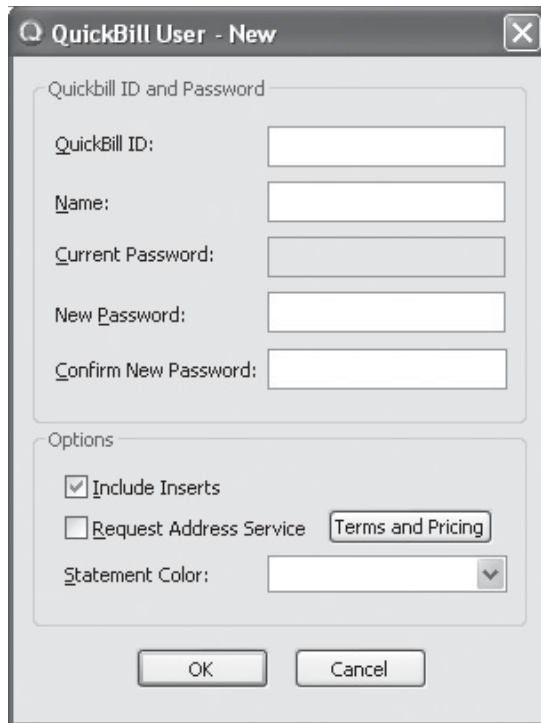 QuickBill User - New
Quickbill ID and Password
QuickBill ID:
Name:
Current Password:
New Password:
Confirm New Password:
Options
Include Inserts
Request Address Service Terms and Pricing
Statement Color:
OK Cancel